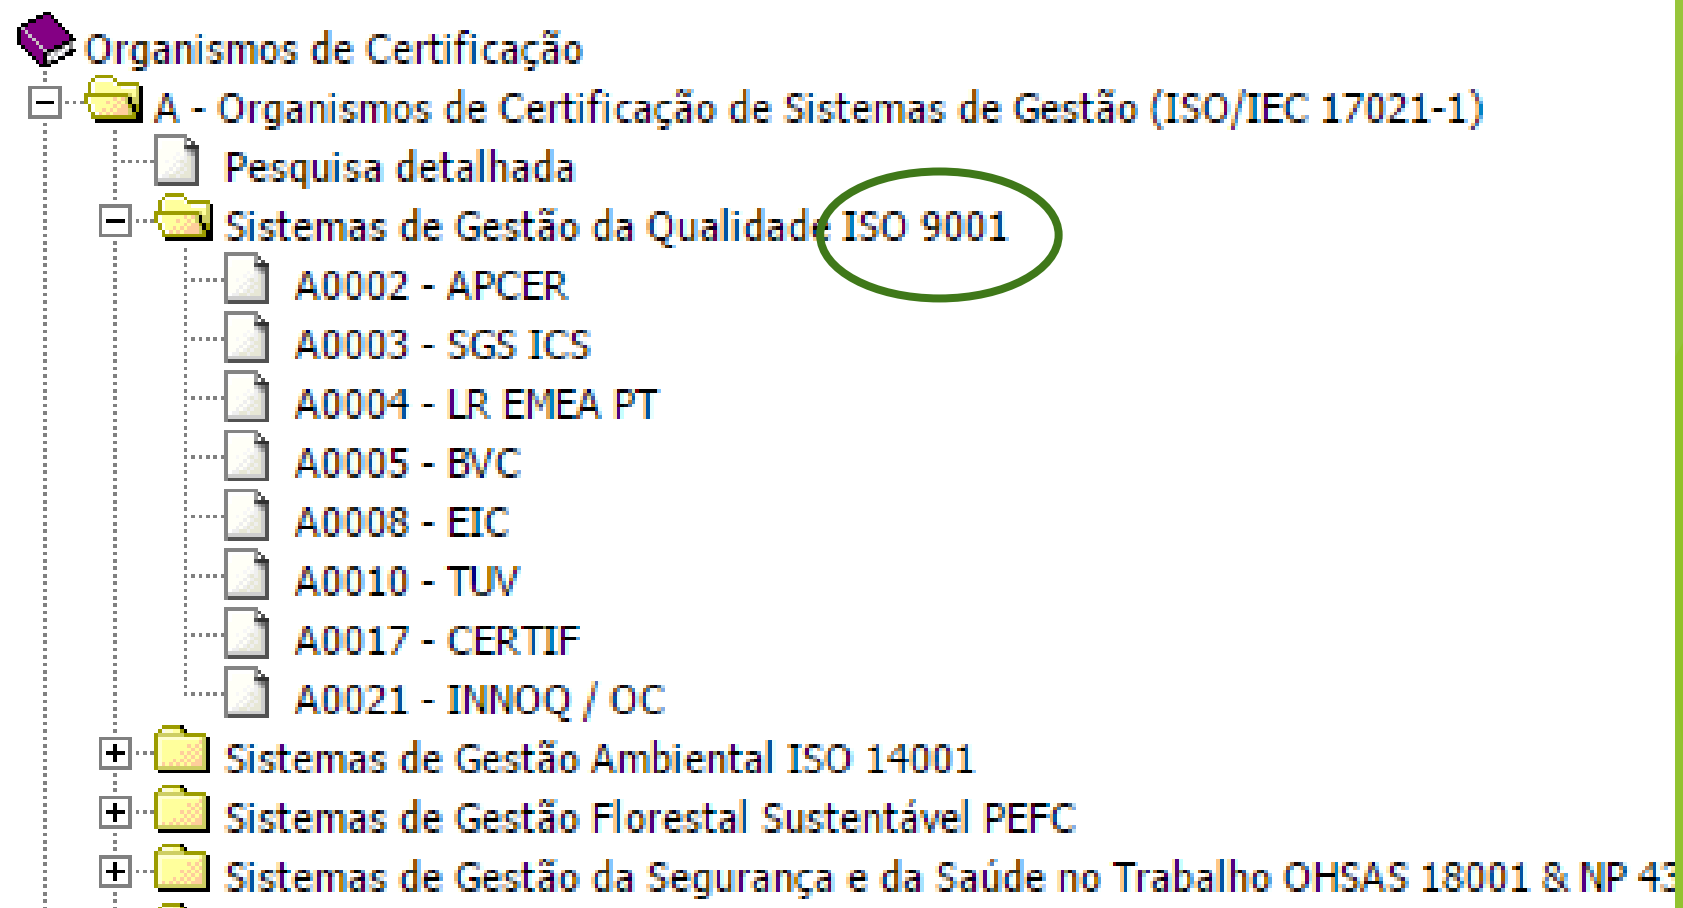 Organismos de Certificação
A - Organismos de Certificação de Sistemas de Gestão (ISO/IEC 17021-1)
Pesquisa detalhada
Sistemas de Gestão da Qualidade ISO 9001
A0002 - APCER
A0003 - SGS ICS
A0004 - LR EMEA PT
A0005 - BVC
A0008 - EIC
A0010 - TUV
A0017 - CERTIF
A0021 - INNOQ / OC
Sistemas de Gestão Ambiental ISO 14001
Sistemas de Gestão Florestal Sustentável PEFC
Sistemas de Gestão da Segurança e da Saúde no Trabalho OHSAS 18001 & NP 43